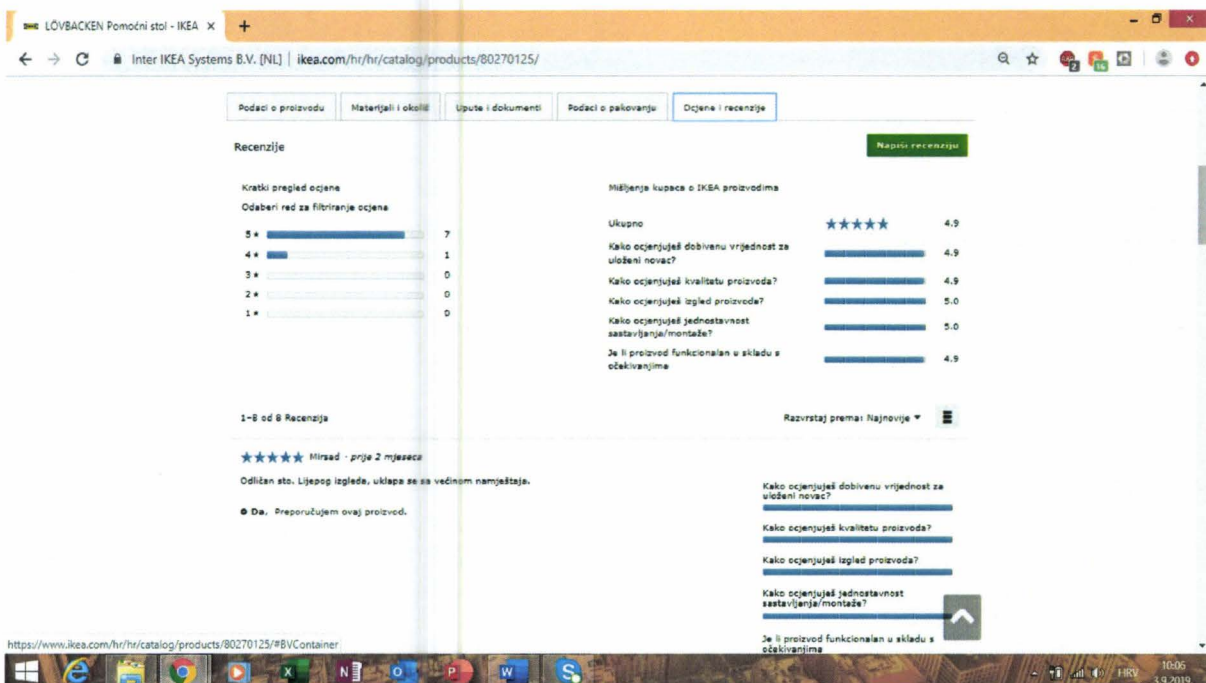 LÖVBACKEN Pomoćni stol - IKEA
Inter IKEA Systems B.V. [NL] | ikea.com/hr/hr/catalog/products/80270125/
Podaci o proizvodu
Materijali i okoliš
Upute i dokumenti
Podaci o pakovanju
Ocjene i recenzije
Recenzije
Napiši recenziju
Kratki pregled ocjene
Odaberi red za filtriranje ocjena
5★ 7
4★ 1
3★ 0
2★ 0
1★ 0
Mišljenja kupaca o IKEA proizvodima
Ukupno ★★★★★ 4.9
Kako ocjenjuješ dobivenu vrijednost za
uloženi novac? 4.9
Kako ocjenjuješ kvalitetu proizvoda? 4.9
Kako ocjenjuješ izgled proizvoda? 5.0
Kako ocjenjuješ jednostavnost
sastavljanja/montaže? 5.0
Je li proizvod funkcionalan u skladu s
očekivanjima 4.9
1-8 od 8 Recenzija
Razvrstaj prema: Najnovije
★★★★★ Mirsad · prije 2 mjeseca
Odličan sto. Lijepog izgleda, uklapa se sa većinom namještaja.
Da, Preporučujem ovaj proizvod.
Kako ocjenjuješ dobivenu vrijednost za
uloženi novac?
Kako ocjenjuješ kvalitetu proizvoda?
Kako ocjenjuješ izgled proizvoda?
Kako ocjenjuješ jednostavnost
sastavljanja/montaže?
Je li proizvod funkcionalan u skladu s
očekivanjima
https://www.ikea.com/hr/hr/catalog/products/80270125/#BVContainer
HRV
10:06
3.9.2019.